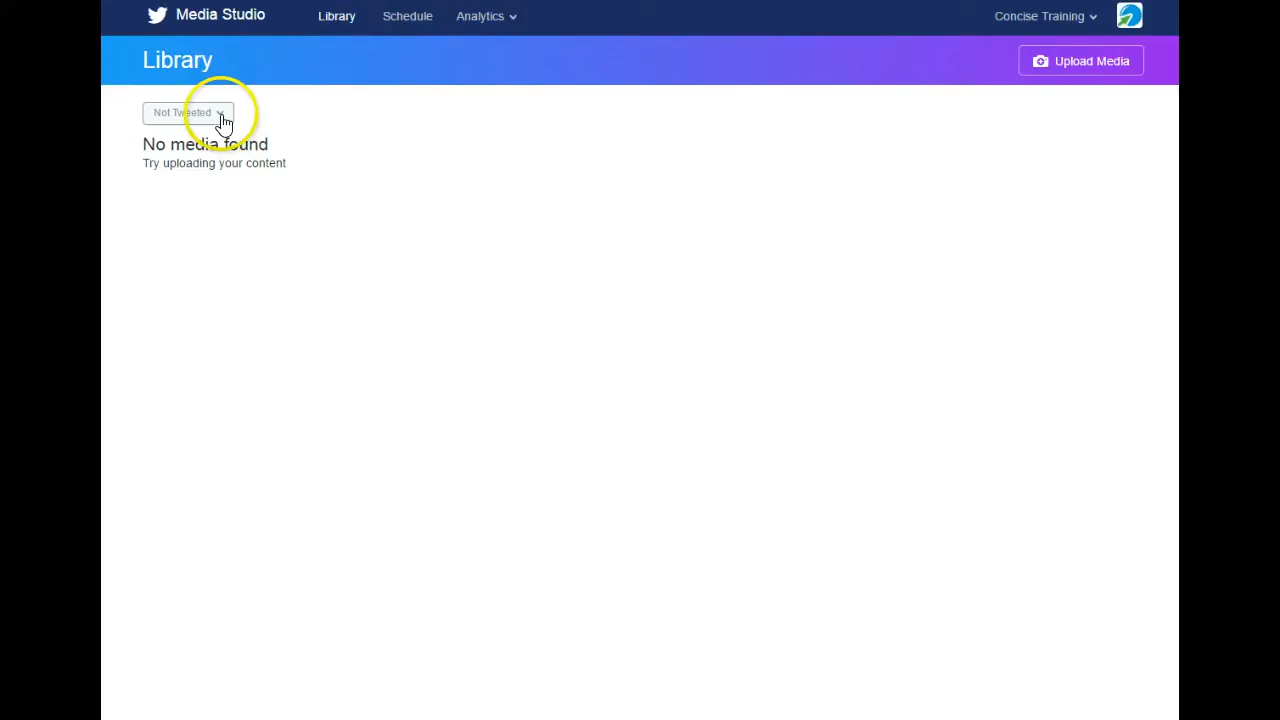 Media Studio Library Schedule Analytics Concise Training
Library Upload Media
Not Tweeted
No media found
Try uploading your content